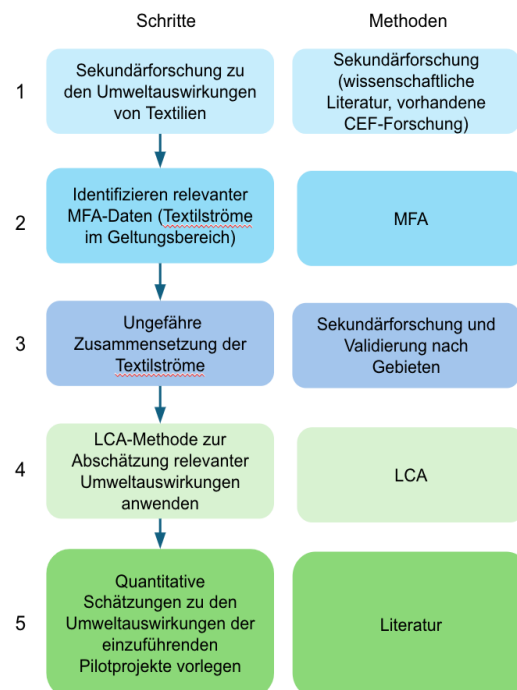 Schritte
Methoden
1
Sekundärforschung zu
den Umweltauswirkungen
von Textilien
Sekundärforschung
(wissenschaftliche
Literatur, vorhandene
CEF-Forschung)
2
Identifizieren relevanter
MFA-Daten (Textilströme
im Geltungsbereich)
MFA
3
Ungefähre
Zusammensetzung der
Textilströme
Sekundärforschung und
Validierung nach
Gebieten
4
LCA-Methode zur
Abschätzung relevanter
Umweltauswirkungen
anwenden
LCA
5
Quantitative
Schätzungen zu den
Umweltauswirkungen der
einzuführenden
Pilotprojekte vorlegen
Literatur